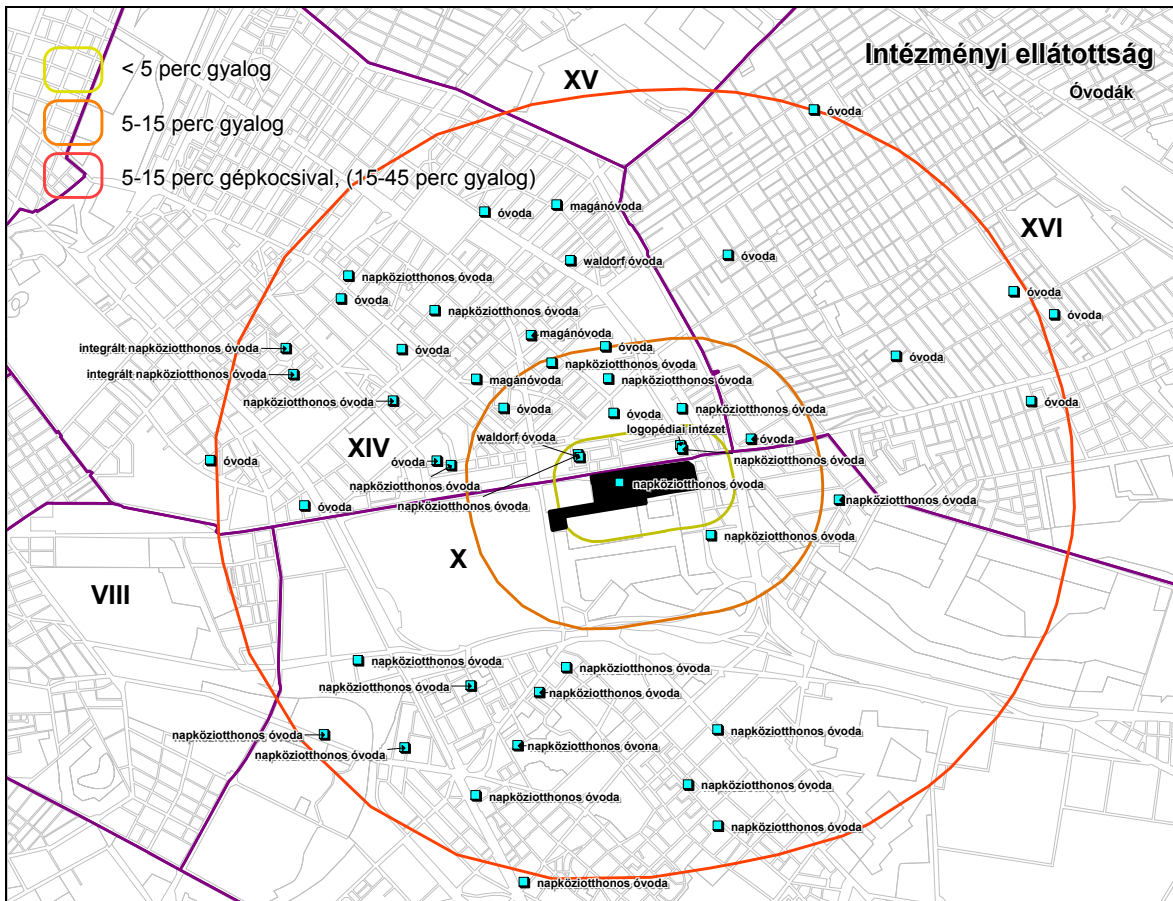 Intézményi ellátottság
Óvodák
< 5 perc gyalog
5-15 perc gyalog
5-15 perc gépkocsival, (15-45 perc gyalog)
XV
XVI
XIV
X
VIII
óvoda
magánóvoda
óvoda
waldorf óvoda
óvoda
napköziotthonos óvoda
óvoda
óvoda
napköziotthonos óvoda
óvoda
magánóvoda
óvoda
integrált napköziotthonos óvoda
óvoda
óvoda
napköziotthonos óvoda
integrált napköziotthonos óvoda
magánóvoda
napköziotthonos óvoda
napköziotthonos óvoda
óvoda
óvoda
óvoda
napköziotthonos óvoda
logopédiai intézet
óvoda
waldorf óvoda
napköziotthonos óvoda
óvoda
óvoda
napköziotthonos óvoda
napköziotthonos óvoda
napköziotthonos óvoda
napköziotthonos óvoda
óvoda
napköziotthonos óvoda
napköziotthonos óvoda
napköziotthonos óvoda
napköziotthonos óvoda
napköziotthonos óvoda
napköziotthonos óvoda
napköziotthonos óvoda
napköziotthonos óvona
napköziotthonos óvoda
napköziotthonos óvoda
napköziotthonos óvoda
napköziotthonos óvoda
napköziotthonos óvoda